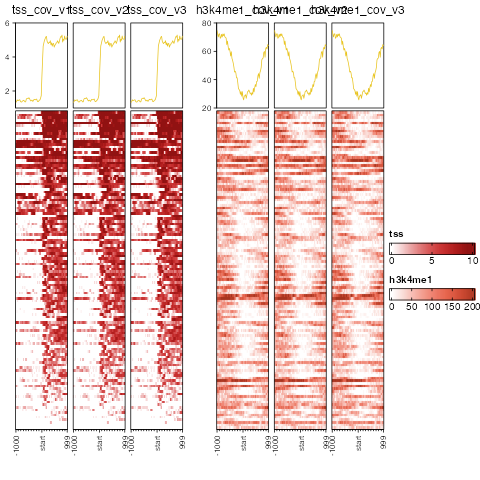 tss_cov_v1 tss_cov_v2 tss_cov_v3 h3k4me1_cov_v1 h3k4me1_cov_v2 h3k4me1_cov_v3
6
4
2
80
60
40
20
tss
0 5 10
h3k4me1
0 50 100 150 200
-1000 start 999 -1000 start 999 -1000 start 999 -1000 start 999 -1000 start 999 -1000 start 999